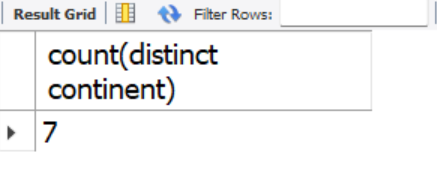 Result Grid Filter Rows:
count(distinct
continent)
7